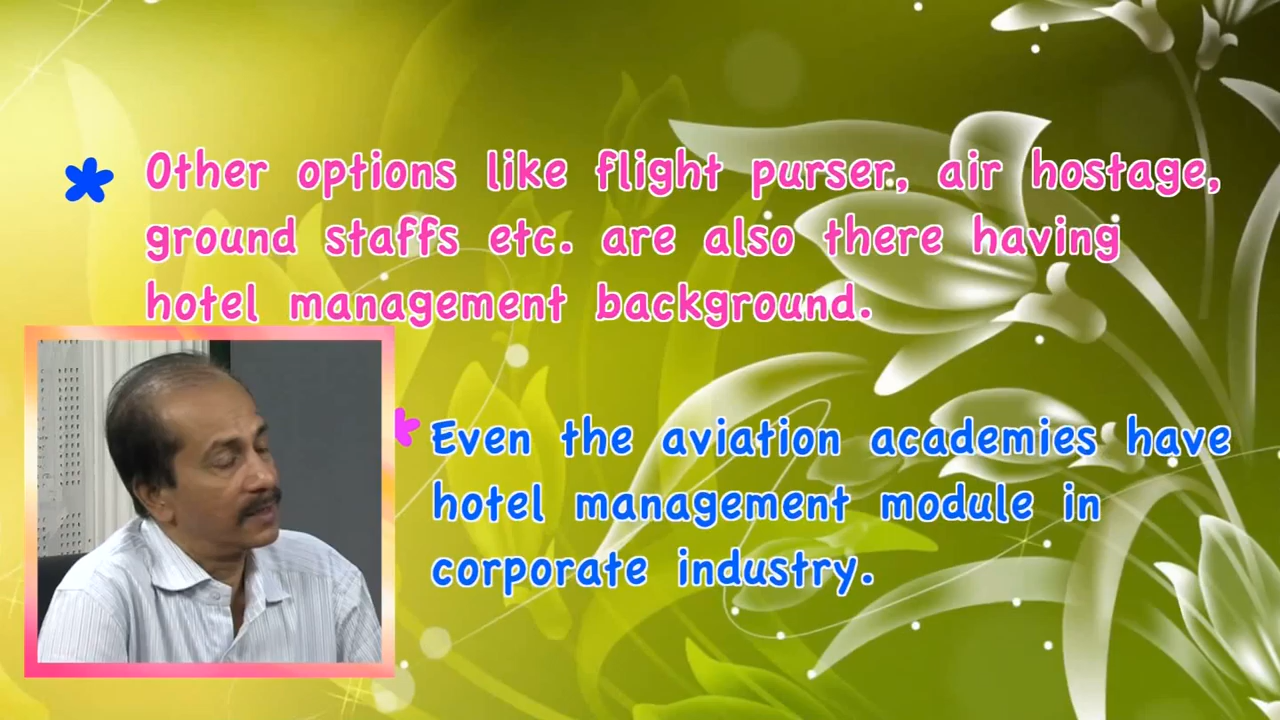 Other options like flight purser, air hostage,
ground staffs etc. are also there having
hotel management background.
Even the aviation academies have
hotel management module in
corporate industry.